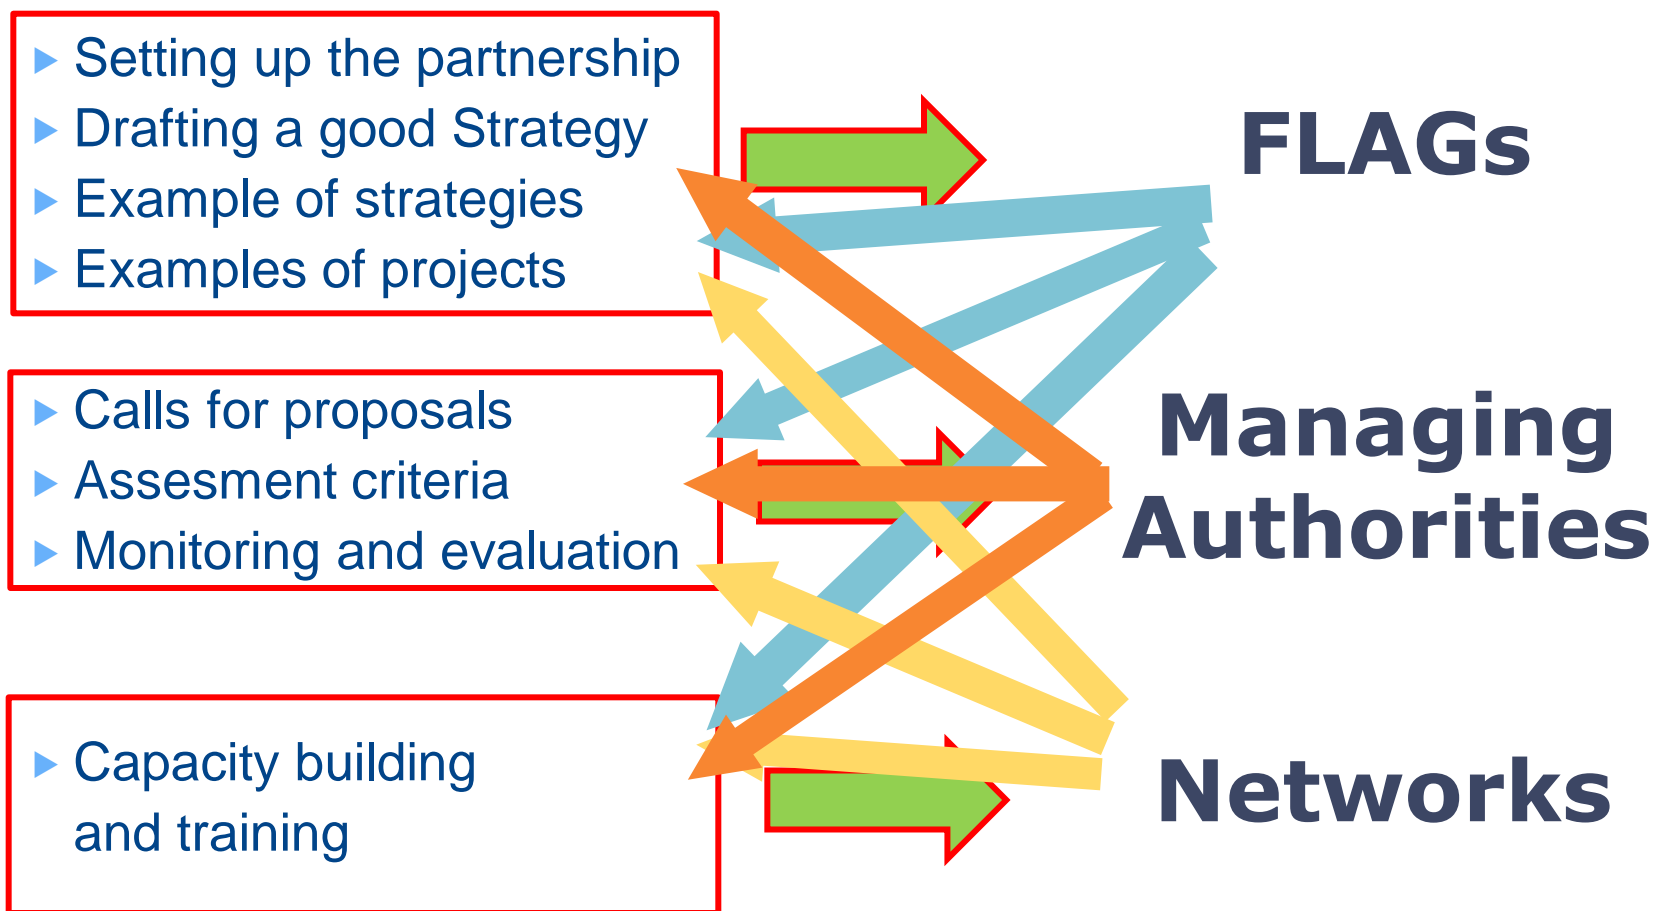 Setting up the partnership
Drafting a good Strategy
Example of strategies
Examples of projects
FLAGs
Calls for proposals
Assesment criteria
Monitoring and evaluation
Managing
Authorities
Capacity building
and training
Networks